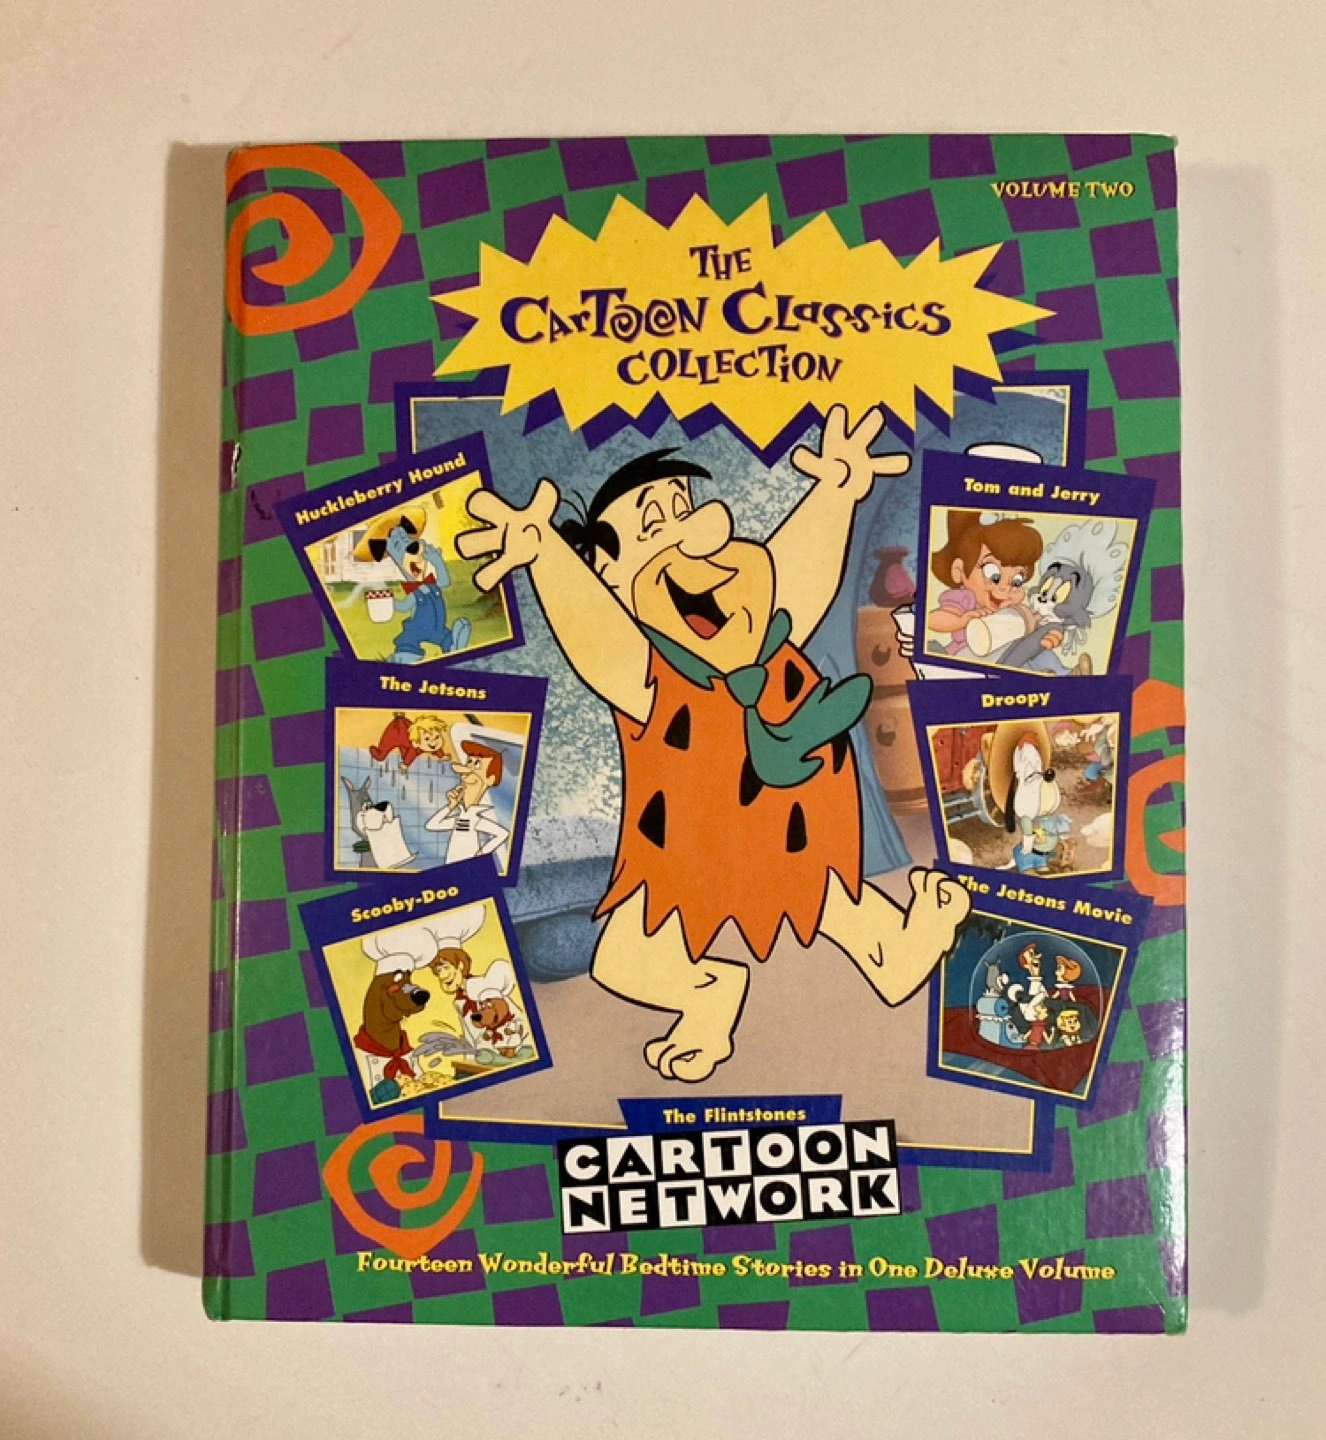 VOLUME TWO
THE
CARTOON CLASSICS
COLLECTION
Huckleberry Hound
Tom and Jerry
The Jetsons
Droopy
Scooby-Doo
The Jetsons Movie
The Flintstones
CARTOON
NETWORK
Fourteen Wonderful Bedtime Stories in One Deluxe Volume